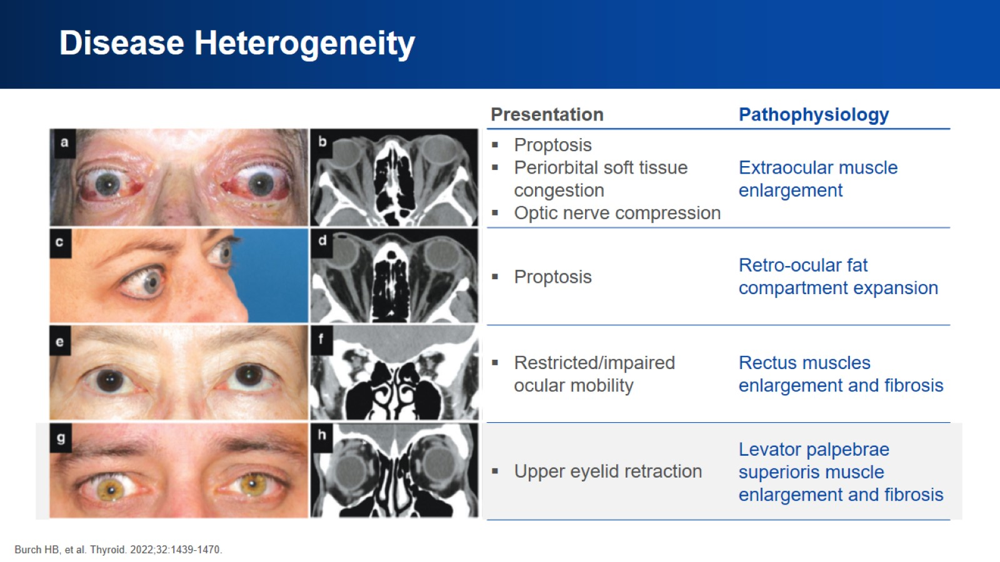 Disease Heterogeneity
Presentation
Pathophysiology
a
b
▪ Proptosis
▪ Periorbital soft tissue
congestion
▪ Optic nerve compression
Extraocular muscle
enlargement
c
d
▪ Proptosis
Retro-ocular fat
compartment expansion
e
f
▪ Restricted/impaired
ocular mobility
Rectus muscles
enlargement and fibrosis
g
h
▪ Upper eyelid retraction
Levator palpebrae
superioris muscle
enlargement and fibrosis
Burch HB, et al. Thyroid. 2022;32:1439-1470.